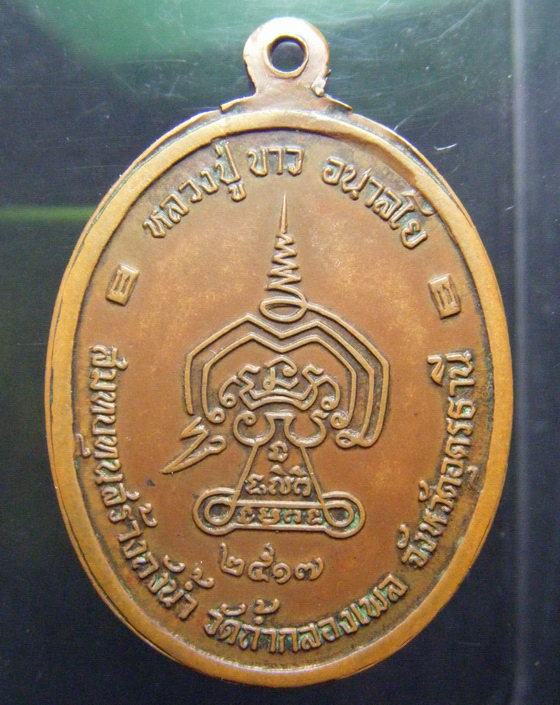 หลวงปู่ ขาว อนาลโย
สมทบทุนสร้างถังน้ำ วัดถ้ำกลองเพล จังหวัดอุดรธานี
๒๕๑๗